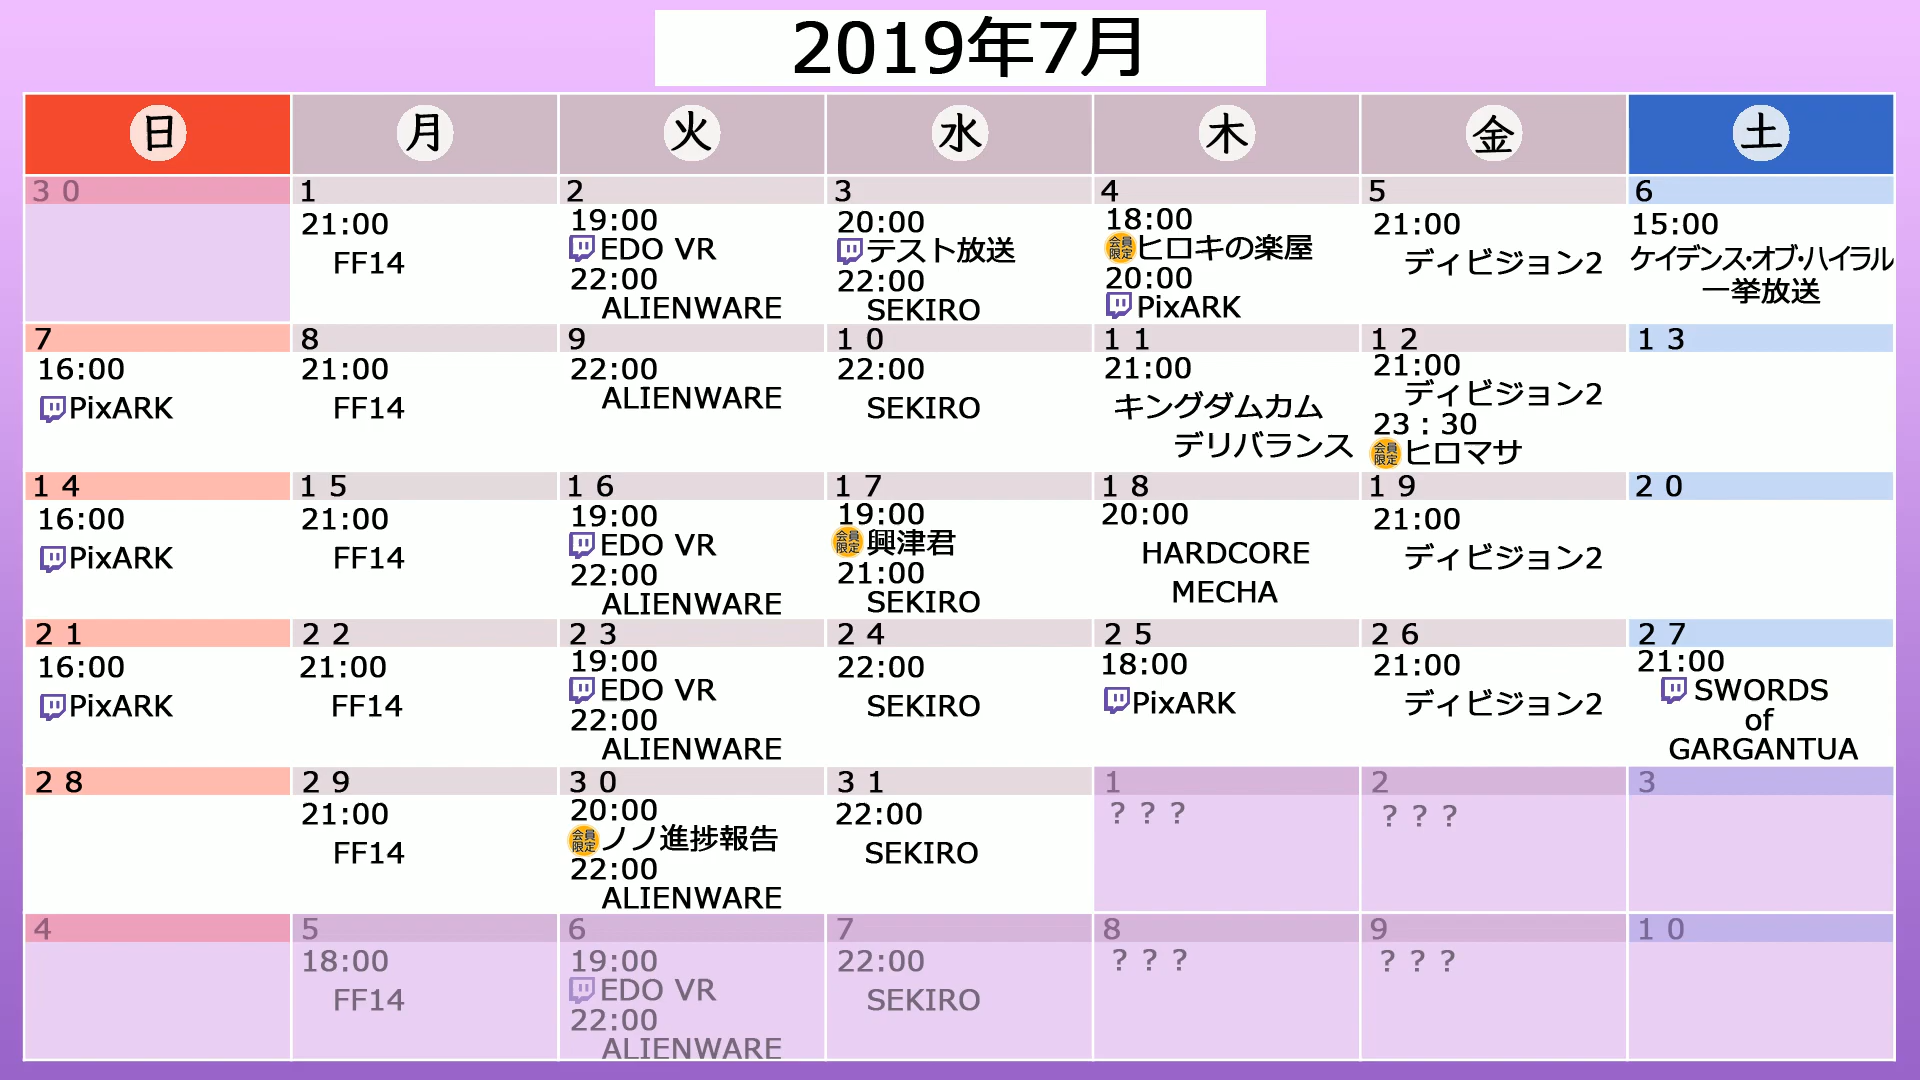 2019年7月
日 月 火 水 木 金 土
30
1
21:00
FF14
2
19:00
EDO VR
22:00
ALIENWARE
3
20:00
テスト放送
22:00
SEKIRO
4
18:00
会員限定 ヒロキの楽屋
20:00
PixARK
5
21:00
ディビジョン2
6
15:00
ケイデンス・オブ・ハイラル
一挙放送
7
16:00
PixARK
8
21:00
FF14
9
22:00
ALIENWARE
10
22:00
SEKIRO
11
21:00
キングダムカム
デリバランス
12
21:00
ディビジョン2
23：30
会員限定 ヒロマサ
13
14
16:00
PixARK
15
21:00
FF14
16
19:00
EDO VR
22:00
ALIENWARE
17
19:00
会員限定 興津君
21:00
SEKIRO
18
20:00
HARDCORE
MECHA
19
21:00
ディビジョン2
20
21
16:00
PixARK
22
21:00
FF14
23
19:00
EDO VR
22:00
ALIENWARE
24
22:00
SEKIRO
25
18:00
PixARK
26
21:00
ディビジョン2
27
21:00
SWORDS
of
GARGANTUA
28
29
21:00
FF14
30
20:00
会員限定 ノノ進捗報告
22:00
ALIENWARE
31
22:00
SEKIRO
1
？？？
2
？？？
3
4
5
18:00
FF14
6
19:00
EDO VR
22:00
ALIENWARE
7
22:00
SEKIRO
8
？？？
9
？？？
10